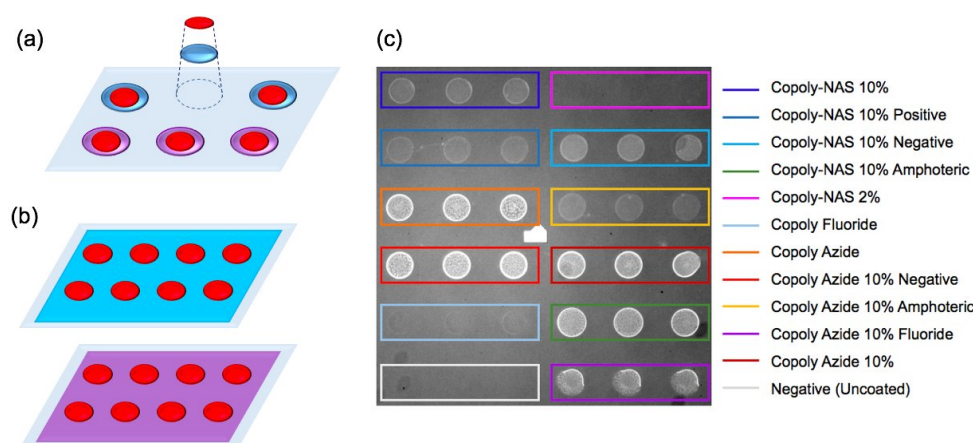 (a)
(b)
(c)
Copoly-NAS 10%
Copoly-NAS 10% Positive
Copoly-NAS 10% Negative
Copoly-NAS 10% Amphoteric
Copoly-NAS 2%
Copoly Fluoride
Copoly Azide
Copoly Azide 10% Negative
Copoly Azide 10% Amphoteric
Copoly Azide 10% Fluoride
Copoly Azide 10%
Negative (Uncoated)